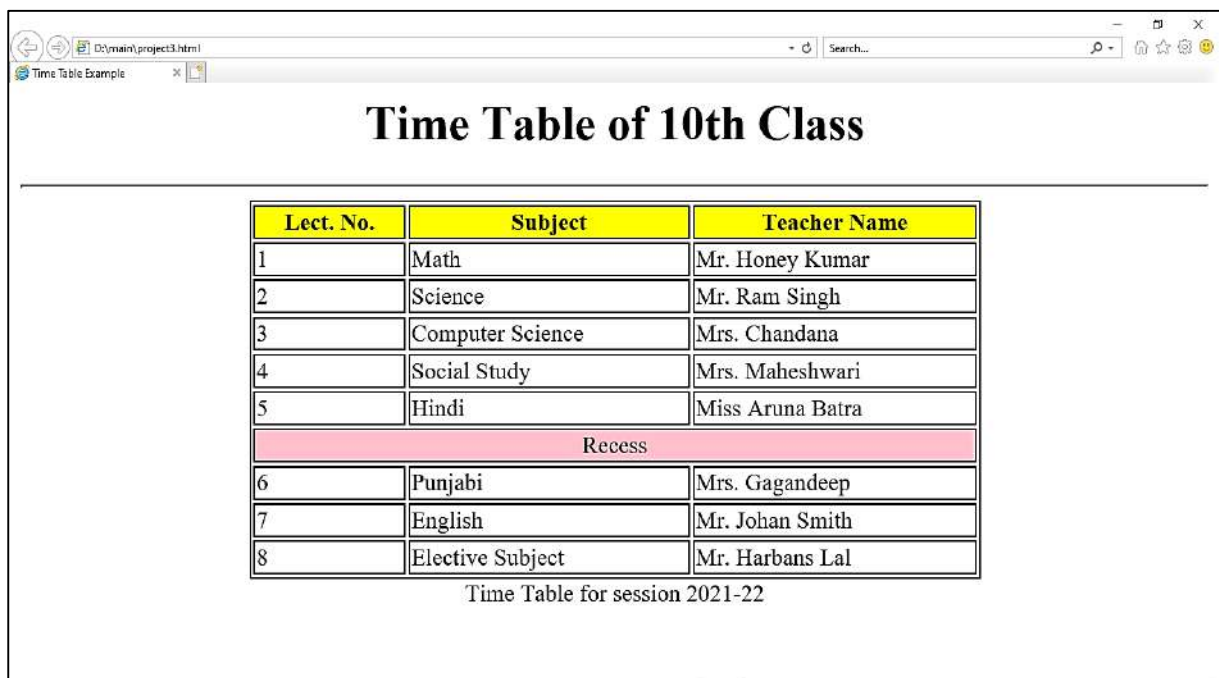 D:\main\project3.html
Search...
Time Table Example
Time Table of 10th Class
Lect. No. Subject Teacher Name
1 Math Mr. Honey Kumar
2 Science Mr. Ram Singh
3 Computer Science Mrs. Chandana
4 Social Study Mrs. Maheshwari
5 Hindi Miss Aruna Batra
Recess
6 Punjabi Mrs. Gagandeep
7 English Mr. Johan Smith
8 Elective Subject Mr. Harbans Lal
Time Table for session 2021-22